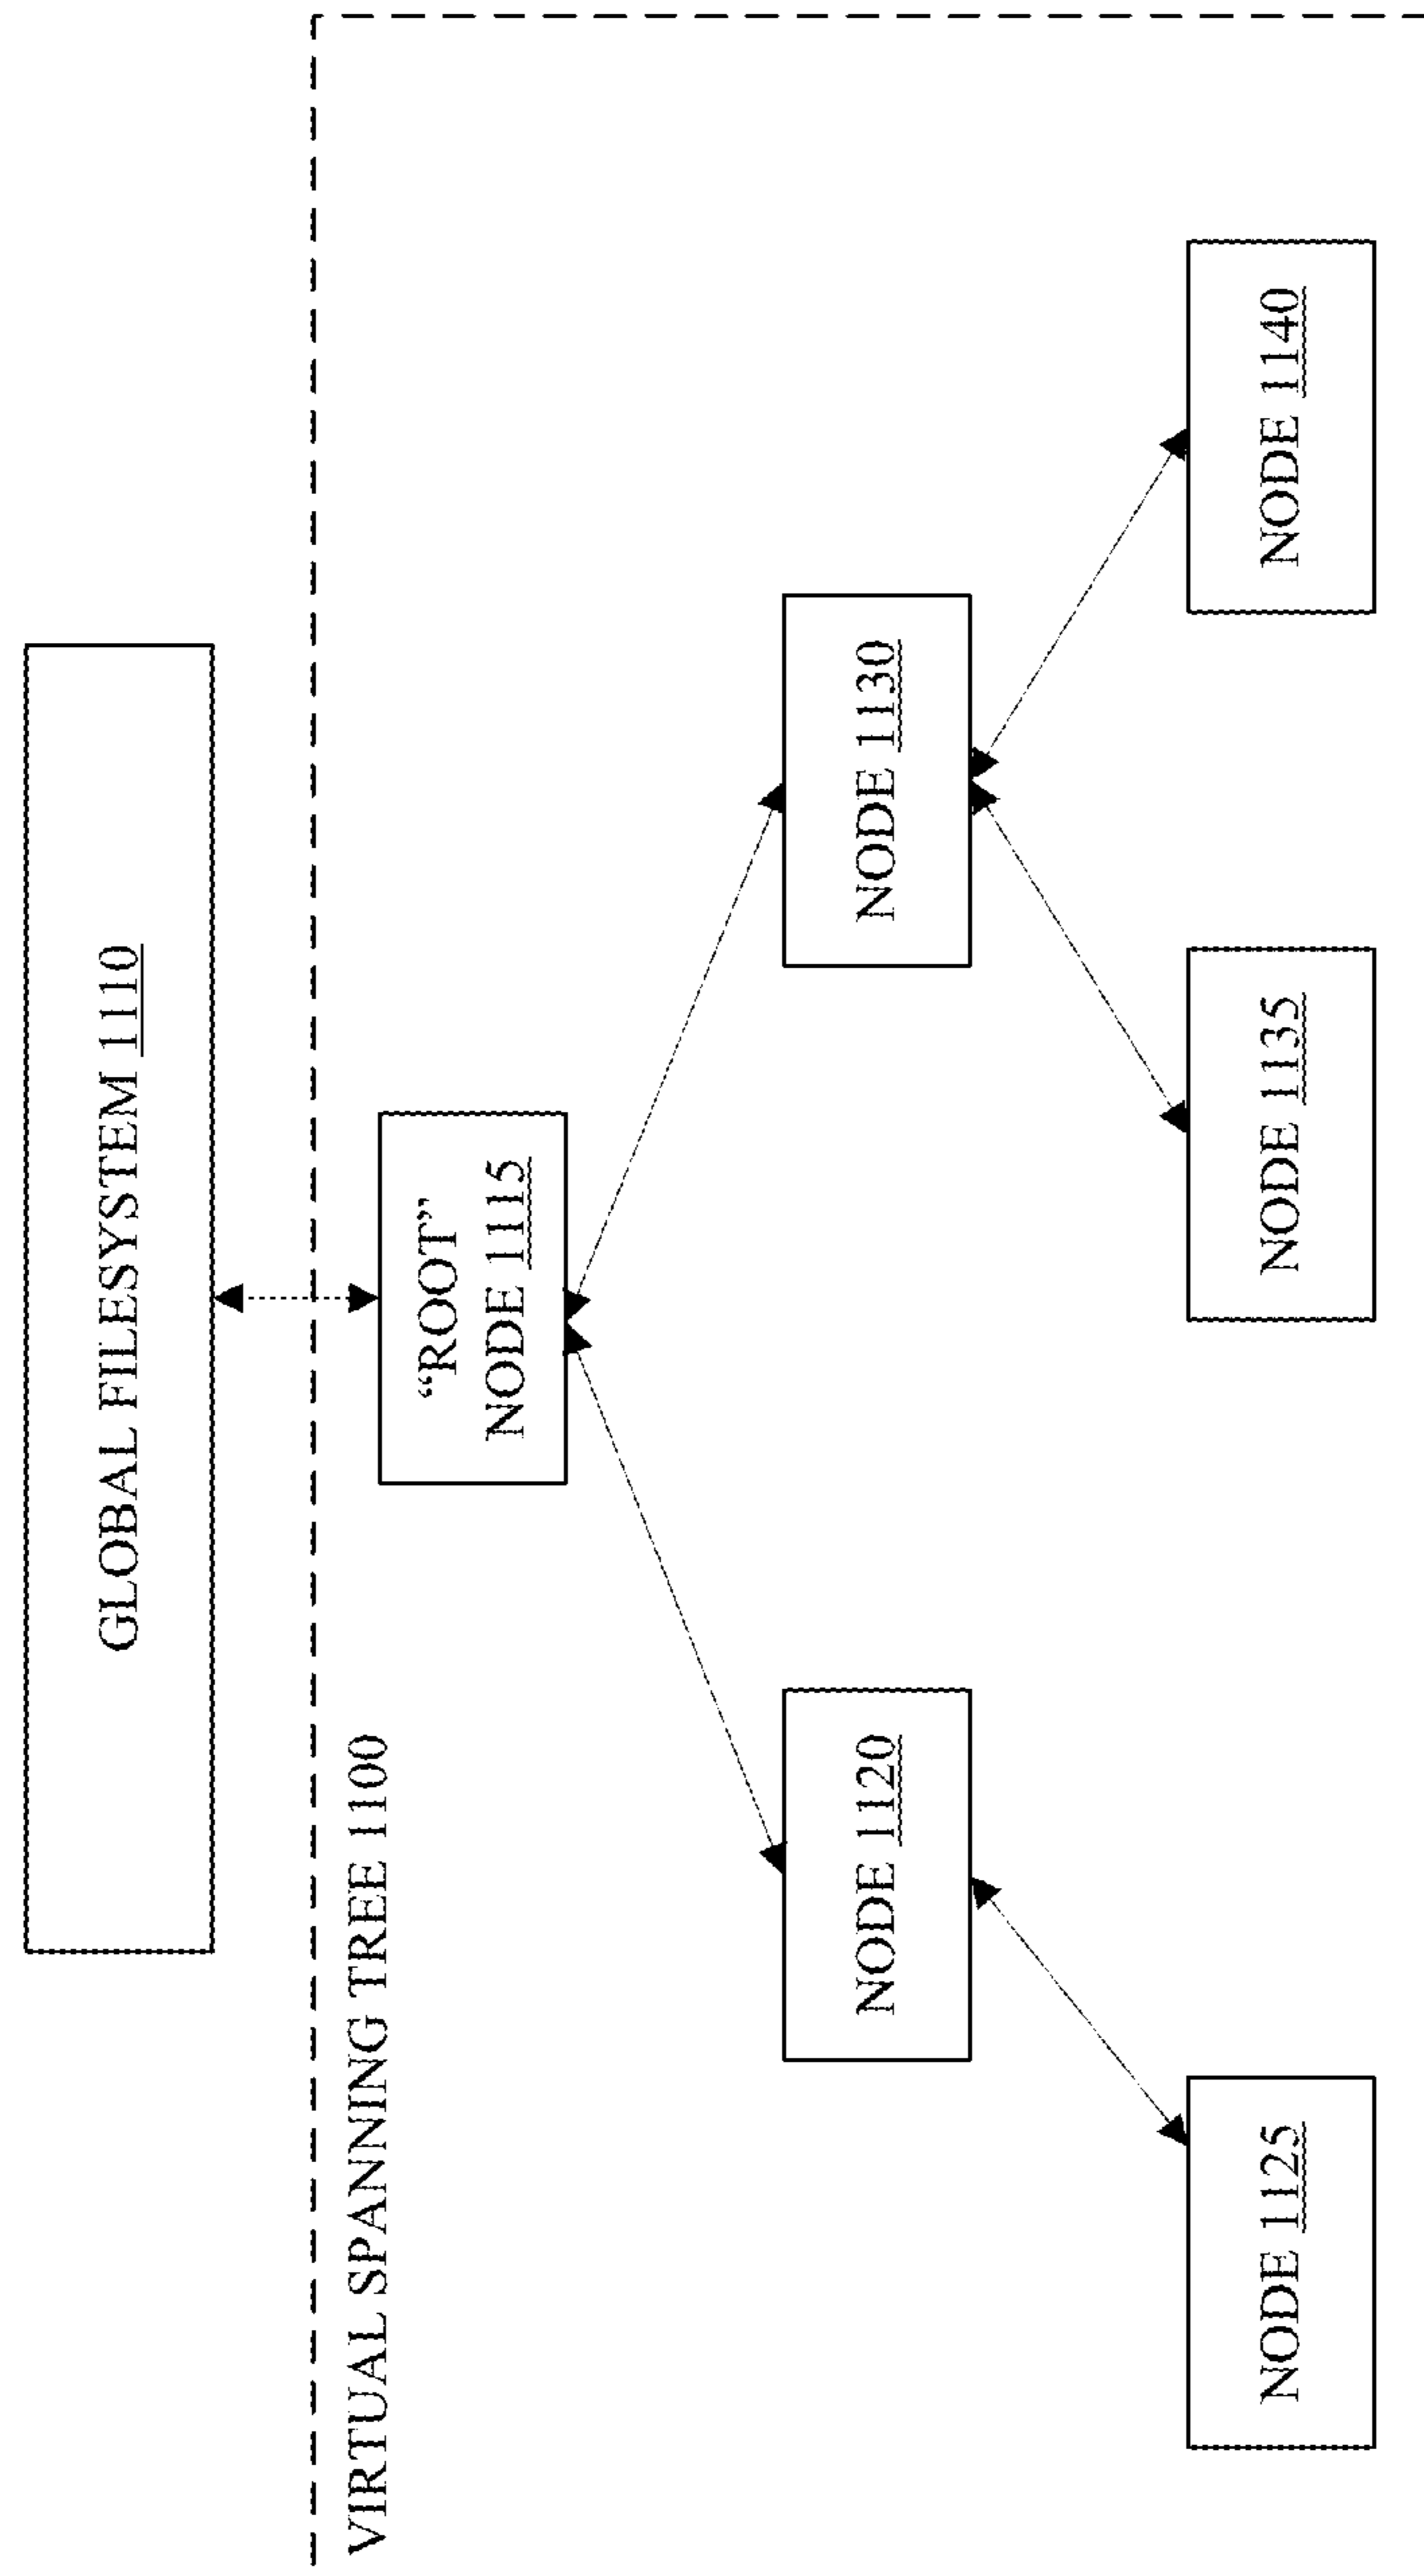 GLOBAL FILESYSTEM 1110
VIRTUAL SPANNING TREE 1100
“ROOT”
NODE 1115
NODE 1120
NODE 1130
NODE 1125
NODE 1135
NODE 1140